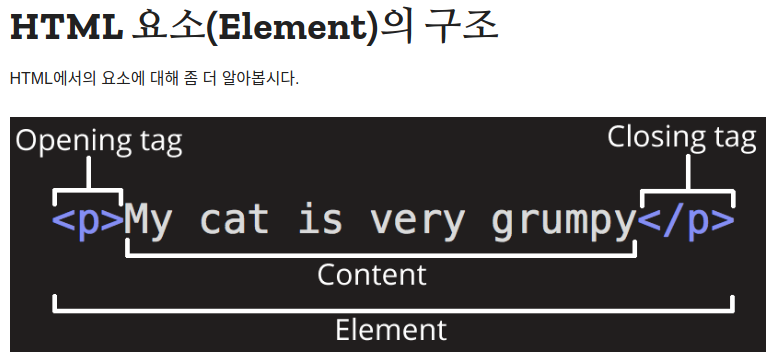 HTML 요소(Element)의 구조
HTML에서의 요소에 대해 좀 더 알아봅시다.
Opening tag
Closing tag
<p>My cat is very grumpy</p>
Content
Element